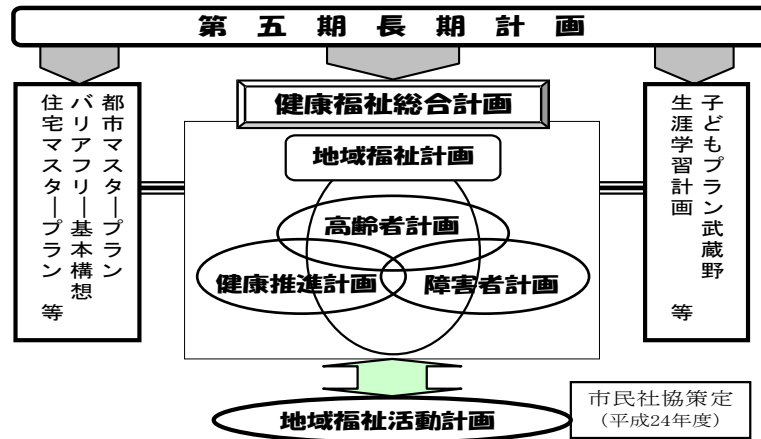 第五期長期計画
健康福祉総合計画
都市マスタープラン
バリアフリー基本構想
住宅マスタープラン 等
地域福祉計画
高齢者計画
健康推進計画
障害者計画
子どもプラン武蔵野
生涯学習計画 等
地域福祉活動計画
市民社協策定
(平成24年度)